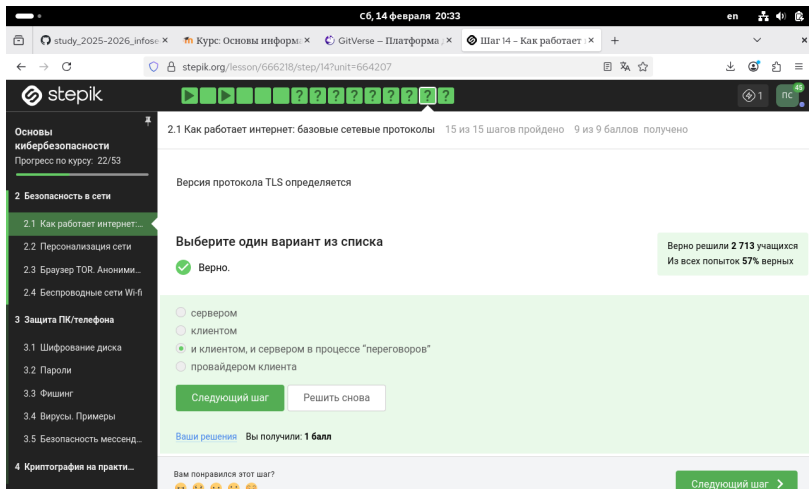 Сб, 14 февраля 20:33
en
study_2025-2026_infose
Курс: Основы информа
GitVerse – Платформа д
Шаг 14 – Как работает
stepik.org/lesson/666218/step/14?unit=664207
stepik
1
ПС
45
Основы кибербезопасности
Прогресс по курсу: 22/53
2 Безопасность в сети
2.1 Как работает интернет:...
2.2 Персонализация сети
2.3 Браузер TOR. Аноними...
2.4 Беспроводные сети Wi-fi
3 Защита ПК/телефона
3.1 Шифрование диска
3.2 Пароли
3.3 Фишинг
3.4 Вирусы. Примеры
3.5 Безопасность мессенд...
4 Криптография на практи...
2.1 Как работает интернет: базовые сетевые протоколы 15 из 15 шагов пройдено 9 из 9 баллов получено
Версия протокола TLS определяется
Выберите один вариант из списка
Верно.
Верно решили 2 713 учащихся
Из всех попыток 57% верных
сервером
клиентом
и клиентом, и сервером в процессе "переговоров"
провайдером клиента
Следующий шаг
Решить снова
Ваши решения Вы получили: 1 балл
Вам понравился этот шаг?
Следующий шаг